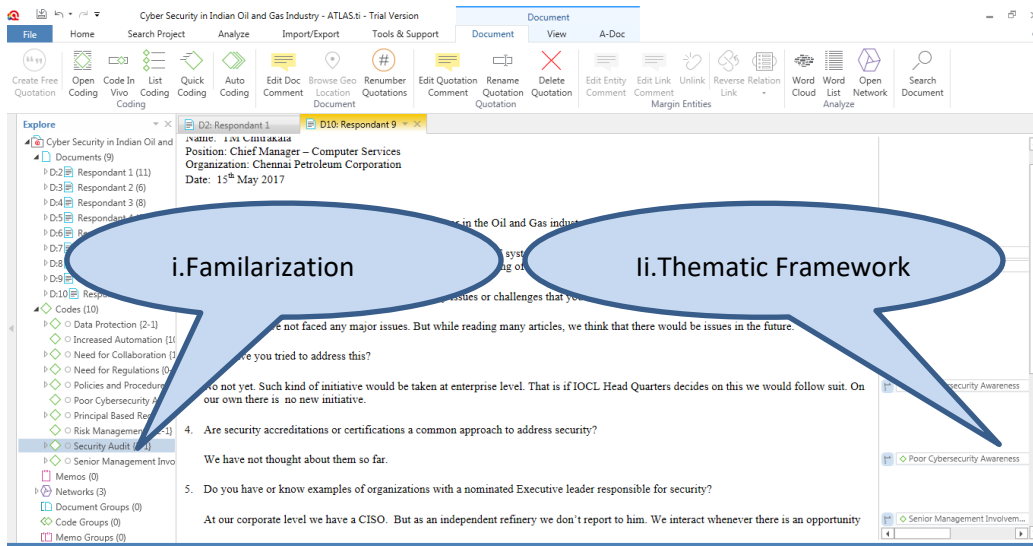 Cyber Security in Indian Oil and Gas Industry - ATLAS.ti - Trial Version
Document
File Home Search Project Analyze Import/Export Tools & Support Document View A-Doc
Create Free Quotation
Open Coding
Code In Vivo
List Coding
Quick Coding
Auto Coding
Coding
Edit Doc Comment
Browse Geo Location
Renumber Quotations
Document
Edit Quotation Comment
Rename Quotation
Delete Quotation
Quotation
Edit Entity Comment
Edit Link Comment
Unlink
Reverse Link
Relation
Margin Entities
Word Cloud
Word List
Open Network
Analyze
Search Document
Explore
D2: Respondant 1
D10: Respondant 9
Cyber Security in Indian Oil and
Documents (9)
D:2 Respondant 1 (11)
D:3 Respondant 2 (6)
D:4 Respondant 3 (8)
D:5
D:6
D:7
D:8
D:9
D:10
Codes (10)
Data Protection {2-1}
Increased Automation {10
Need for Collaboration {1
Need for Regulations {0-
Policies and Procedure
Poor Cybersecurity A
Principal Based Re
Risk Managemen
Security Audit
Senior Management Invo
Memos (0)
Networks (3)
Document Groups (0)
Code Groups (0)
Memo Groups (0)
Name: TM Chitrakala
Position: Chief Manager – Computer Services
Organization: Chennai Petroleum Corporation
Date: 15th May 2017
in the Oil and Gas indus
syst
ng of
issues or challenges that yo
not faced any major issues. But while reading many articles, we think that there would be issues in the future.
you tried to address this?
No not yet. Such kind of initiative would be taken at enterprise level. That is if IOCL Head Quarters decides on this we would follow suit. On
our own there is no new initiative.
4. Are security accreditations or certifications a common approach to address security?
We have not thought about them so far.
5. Do you have or know examples of organizations with a nominated Executive leader responsible for security?
At our corporate level we have a CISO. But as an independent refinery we don't report to him. We interact whenever there is an opportunity
ecurity Awareness
Poor Cybersecurity Awareness
Senior Management Involvem...
i.Familarization
Ii.Thematic Framework